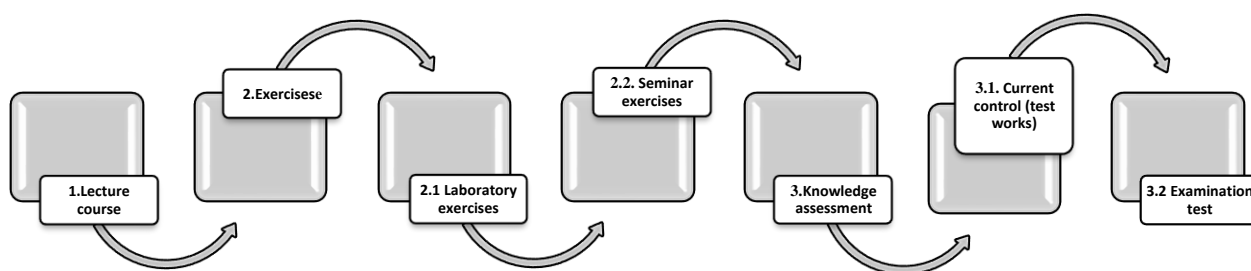 1.Lecture
course
2.Exercisesе
2.1 Laboratory
exercises
2.2. Seminar
exercises
3.Knowledge
assessment
3.1. Current
control (test
works)
3.2 Examination
test